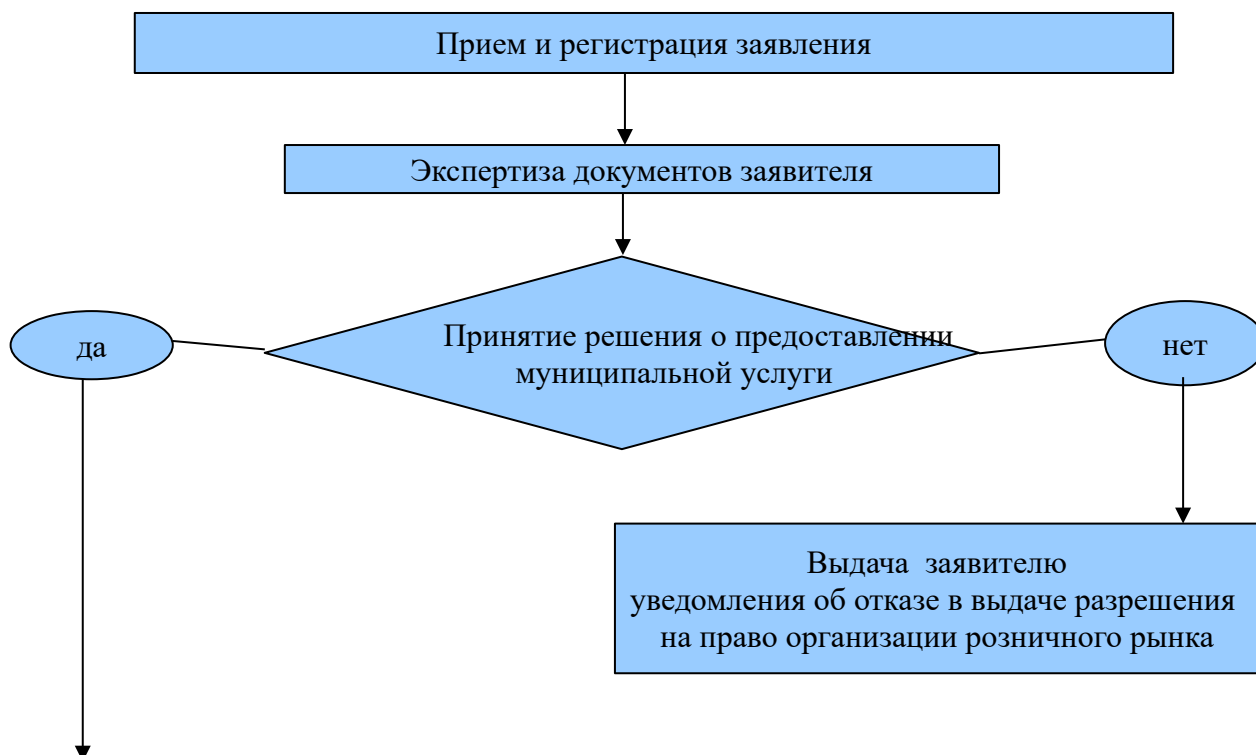 Прием и регистрация заявления
Экспертиза документов заявителя
Принятие решения о предоставлении
муниципальной услуги
да
нет
Выдача  заявителю
уведомления об отказе в выдаче разрешения
на право организации розничного рынка